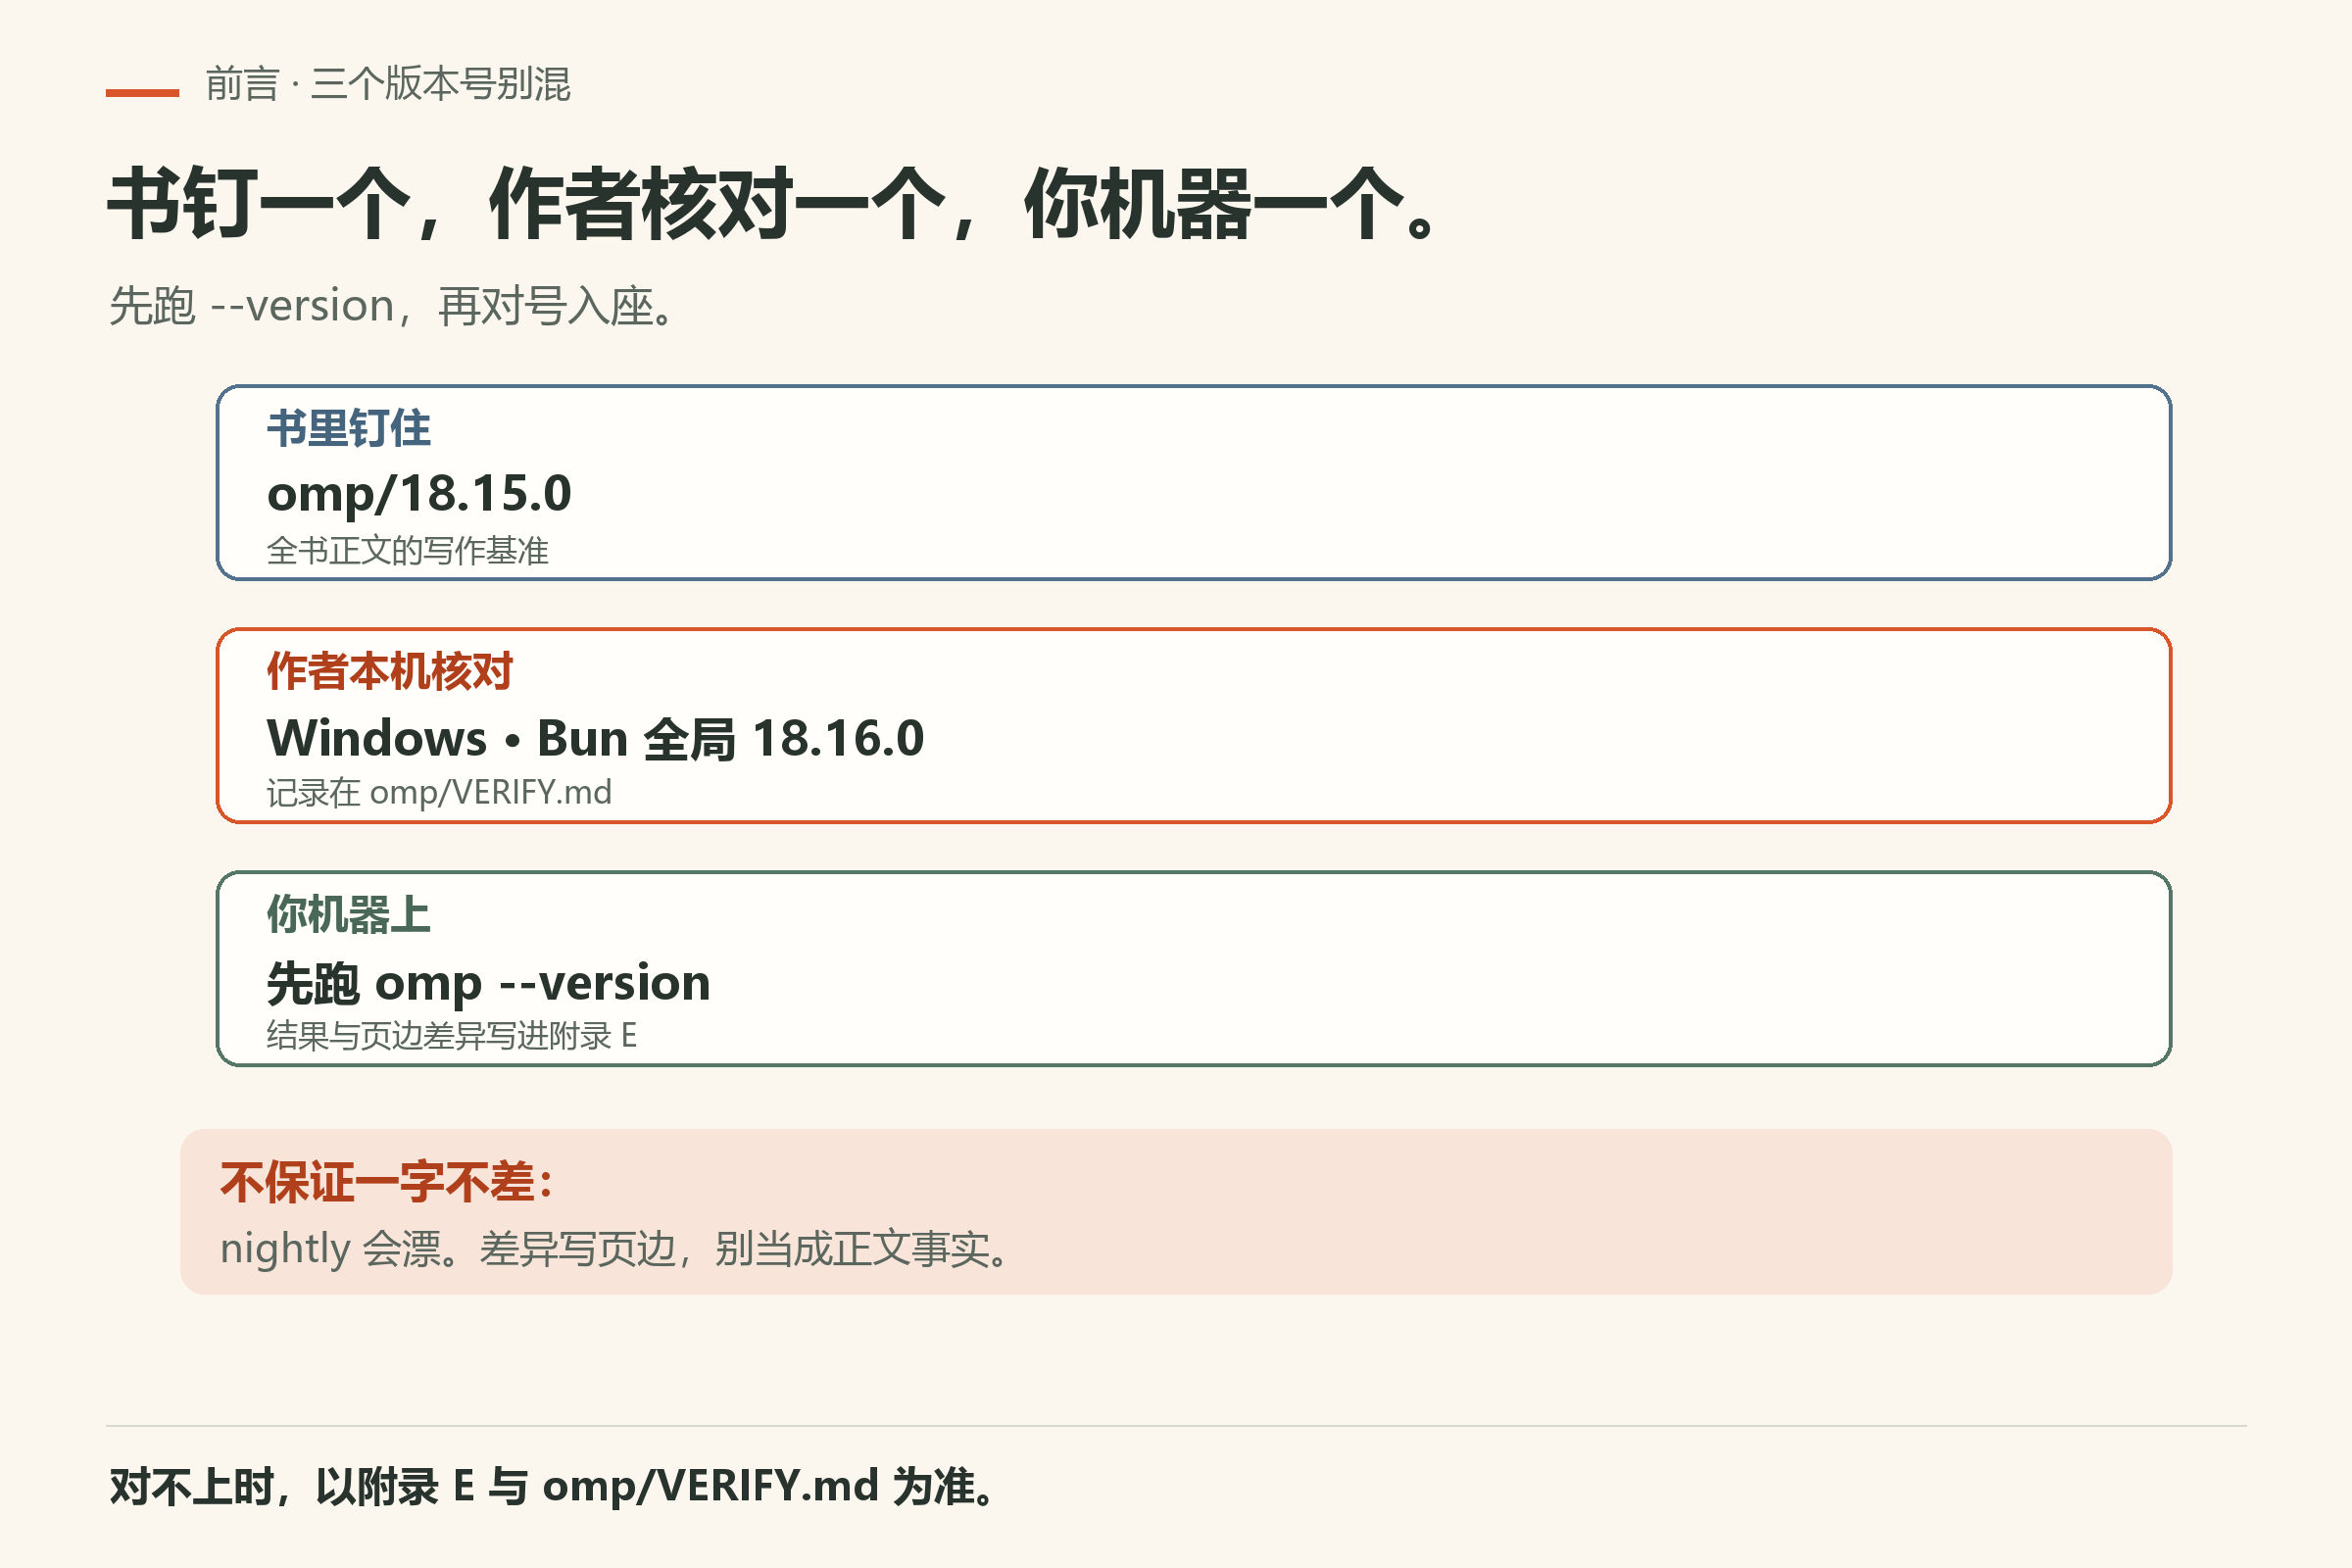 前言 · 三个版本号别混
书钉一个，作者核对一个，你机器一个。
先跑 --version，再对号入座。
书里钉住
omp/18.15.0
全书正文的写作基准
作者本机核对
Windows • Bun 全局 18.16.0
记录在 omp/VERIFY.md
你机器上
先跑 omp --version
结果与页边差异写进附录 E
不保证一字不差：
nightly 会漂。差异写页边，别当成正文事实。
对不上时，以附录 E 与 omp/VERIFY.md 为准。